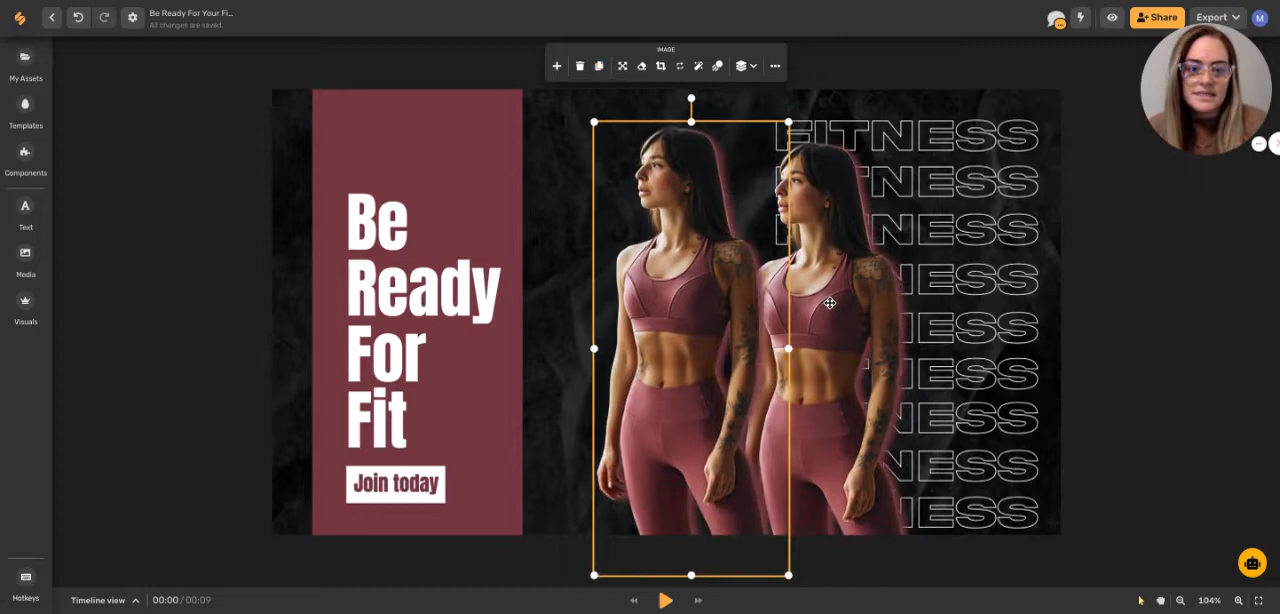 Be Ready For Your Fi...
All changes are saved.
Share
Export
M
IMAGE
My Assets
Templates
Components
A
Text
Media
Visuals
Hotkeys
Be
Ready
For
Fit
Join today
FITNESS
FITNESS
FITNESS
NESS
NESS
NESS
NESS
NESS
NESS
Timeline view
00:00 / 00:09
104%